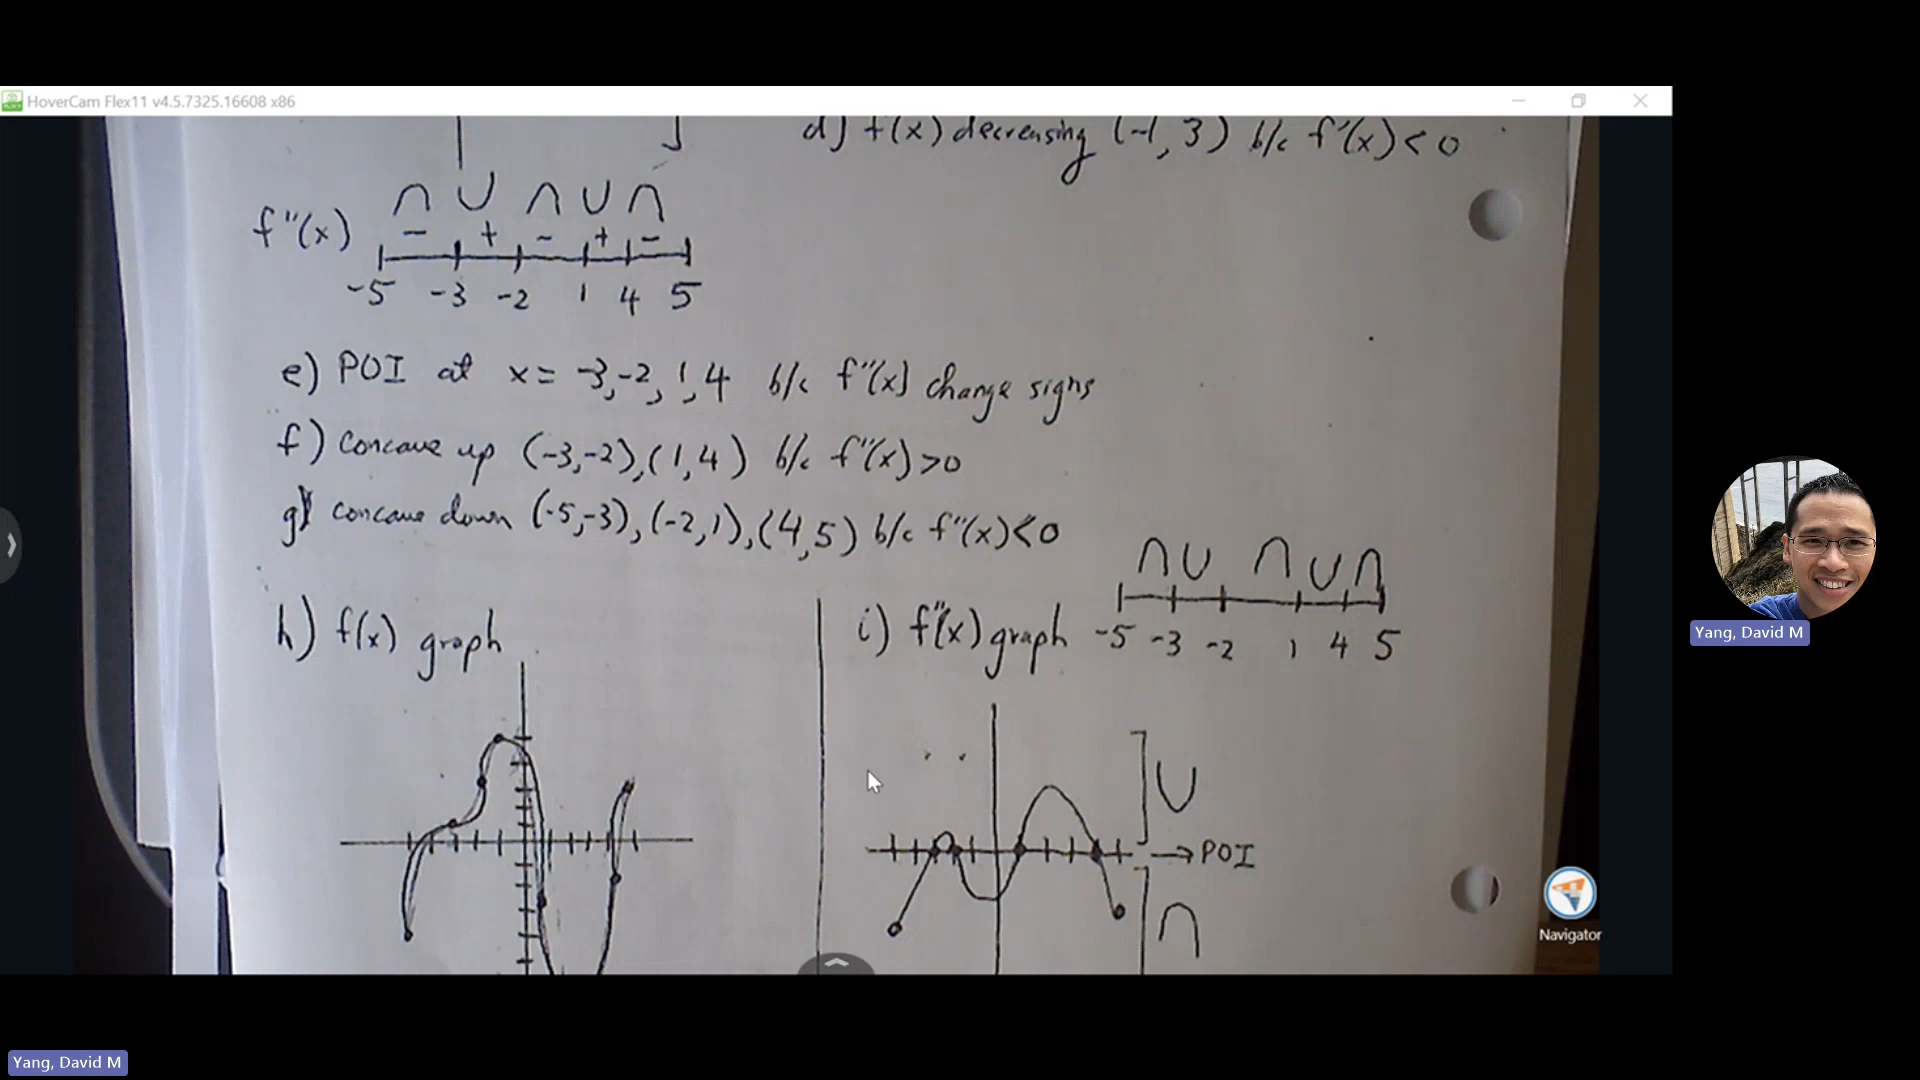 HoverCam Flex11 v4.5.7325.16608 x86
d) f(x) decreasing (-1, 3) b/c f'(x) < 0
f"(x)
∩ ∪ ∩ ∪ ∩
- + - + -
-5 -3 -2 1 4 5
e) POI at x = -3, -2, 1, 4 b/c f"(x) change signs
f) concave up (-3,-2), (1,4) b/c f"(x) > 0
g) concave down (-5,-3), (-2,1), (4,5) b/c f"(x) < 0
∩ ∪ ∩ ∪ ∩
h) f(x) graph
i) f"(x) graph
-5 -3 -2 1 4 5
∪
→ POI
∩
Navigator
Yang, David M
Yang, David M